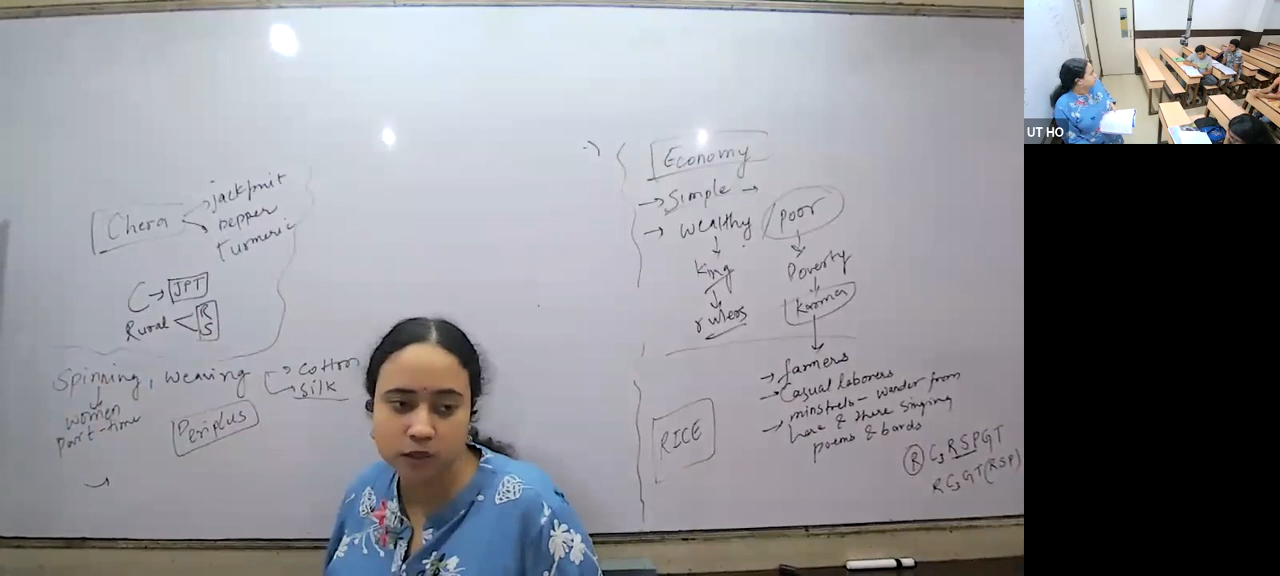 Chera
jackfruit
pepper
turmeric
C → JPT
Rural
R
S
Spinning, weaving
→ cotton
→ silk
women
part-time
Periplus
Economy
→ Simple →
→ wealthy
Poor
King
rulers
Poverty
Karma
→ farmers
→ Casual laborers
→ minstrels - wander from
here & there singing
poems & bards
RICE
R C3 RSPGT
RC3GT(RSP)
UT HO